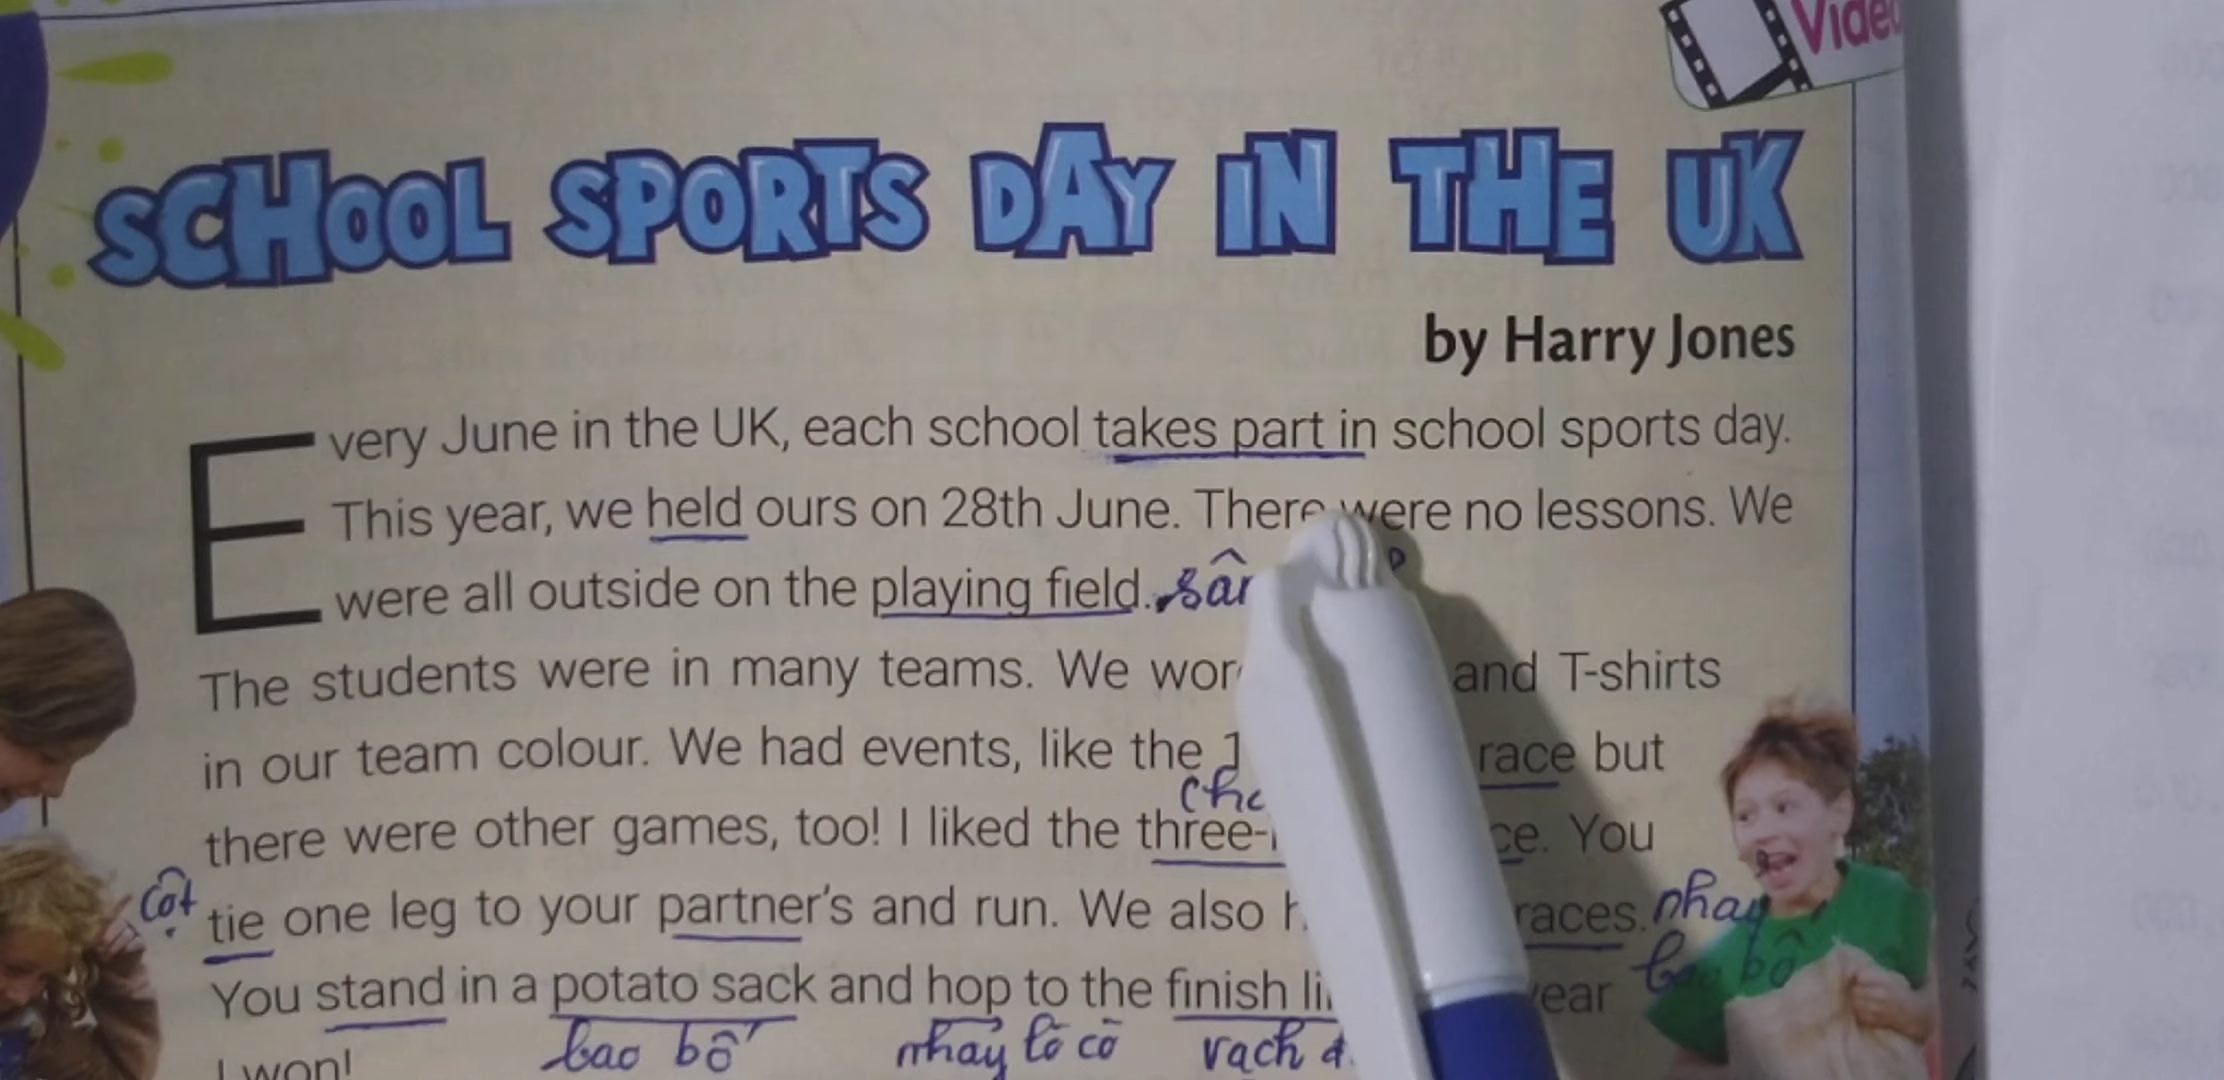 Video
SCHOOL SPORTS DAY IN THE UK
by Harry Jones
Every June in the UK, each school takes part in school sports day.
This year, we held ours on 28th June. There were no lessons. We
were all outside on the playing field.
The students were in many teams. We and T-shirts
in our team colour. We had events, like the race but
there were other games, too! I liked the three- You
cột
tie one leg to your partner's and run. We also races. nhảy
bao bố
You stand in a potato sack and hop to the finish
bao bố nhảy lò cò vạch
I won!